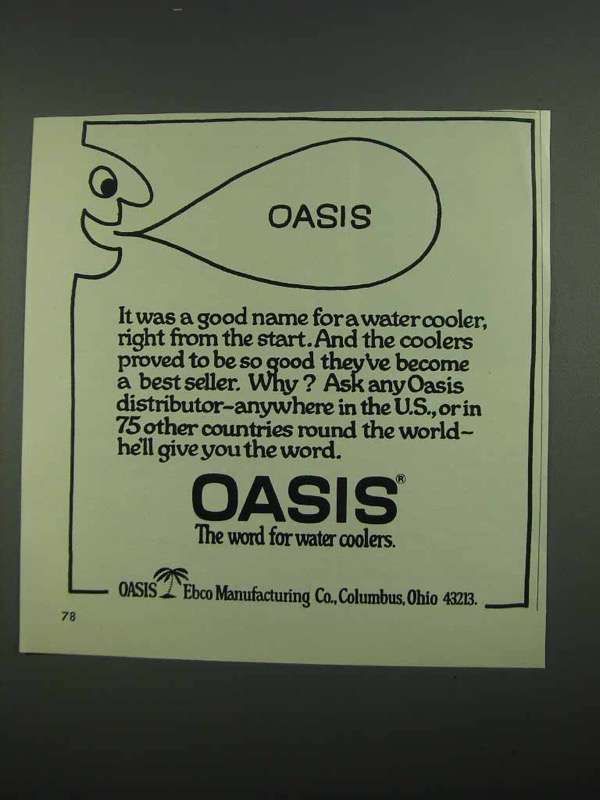 OASIS
It was a good name for a water cooler,
right from the start. And the coolers
proved to be so good they've become
a best seller. Why? Ask any Oasis
distributor–anywhere in the U.S., or in
75 other countries round the world–
he'll give you the word.
OASIS®
The word for water coolers.
OASIS Ebco Manufacturing Co., Columbus, Ohio 43213.
78